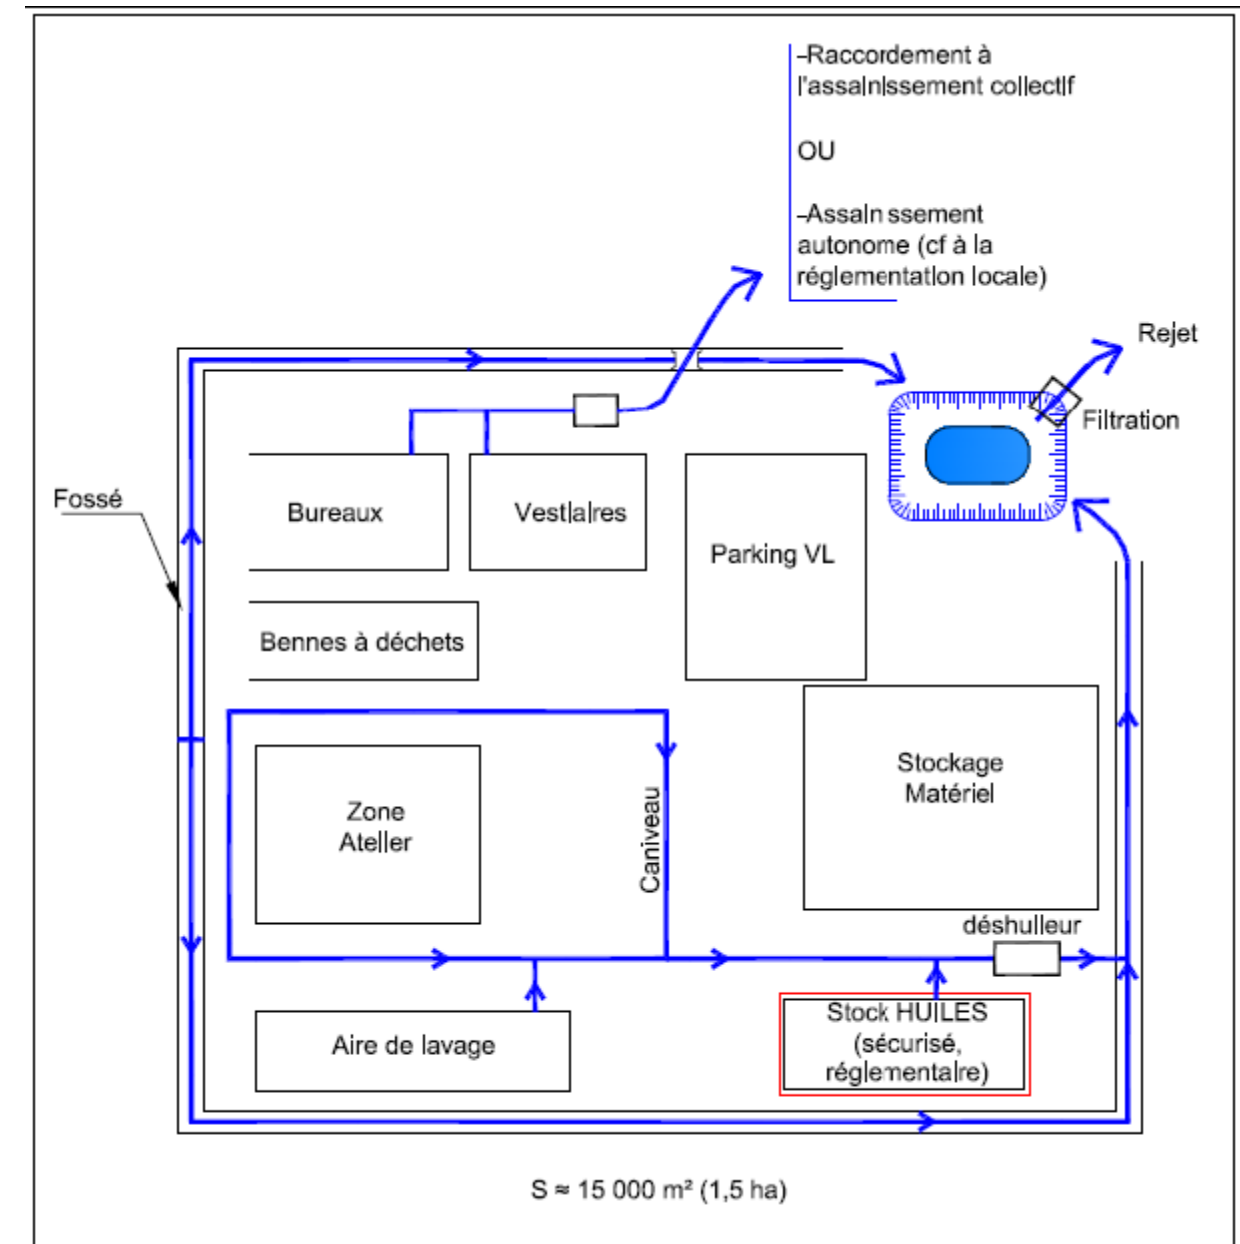 –Raccordement à
l'assainissement collectif
OU
–Assainissement
autonome (cf à la
réglementation locale)
Rejet
Filtration
Fossé
Bureaux
Vestiaires
Parking VL
Bennes à déchets
Stockage
Matériel
Zone
Atelier
Caniveau
déshuileur
Stock HUILES
(sécurisé,
réglementaire)
Aire de lavage
S ≈ 15 000 m² (1,5 ha)